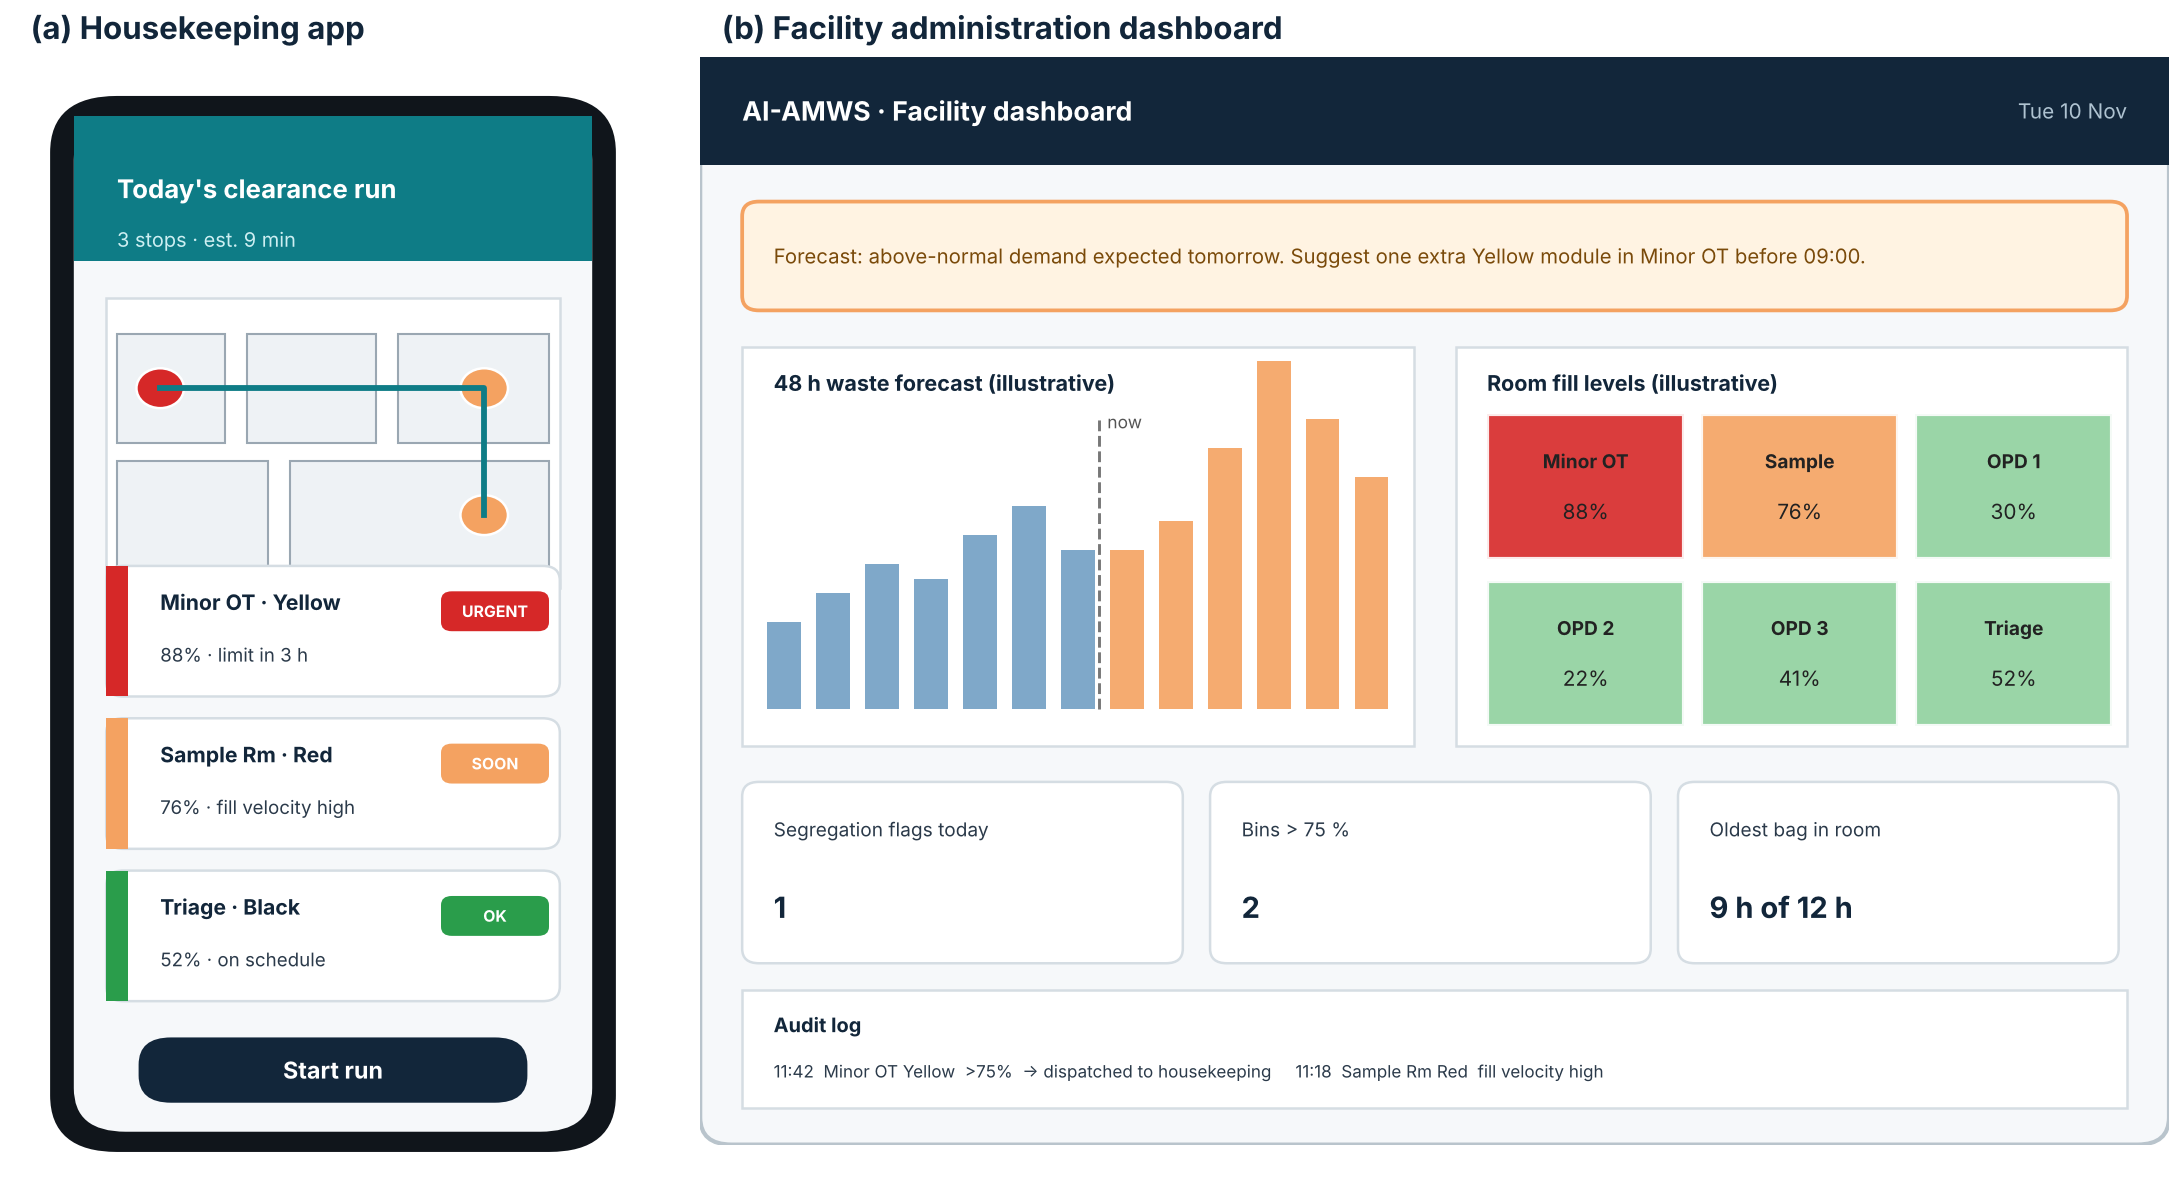 (a) Housekeeping app
Today's clearance run
3 stops · est. 9 min
Minor OT · Yellow
URGENT
88% · limit in 3 h
Sample Rm · Red
SOON
76% · fill velocity high
Triage · Black
OK
52% · on schedule
Start run
(b) Facility administration dashboard
AI-AMWS · Facility dashboard
Tue 10 Nov
Forecast: above-normal demand expected tomorrow. Suggest one extra Yellow module in Minor OT before 09:00.
48 h waste forecast (illustrative)
now
Room fill levels (illustrative)
Minor OT
88%
Sample
76%
OPD 1
30%
OPD 2
22%
OPD 3
41%
Triage
52%
Segregation flags today
1
Bins > 75 %
2
Oldest bag in room
9 h of 12 h
Audit log
11:42 Minor OT Yellow >75% → dispatched to housekeeping 11:18 Sample Rm Red fill velocity high